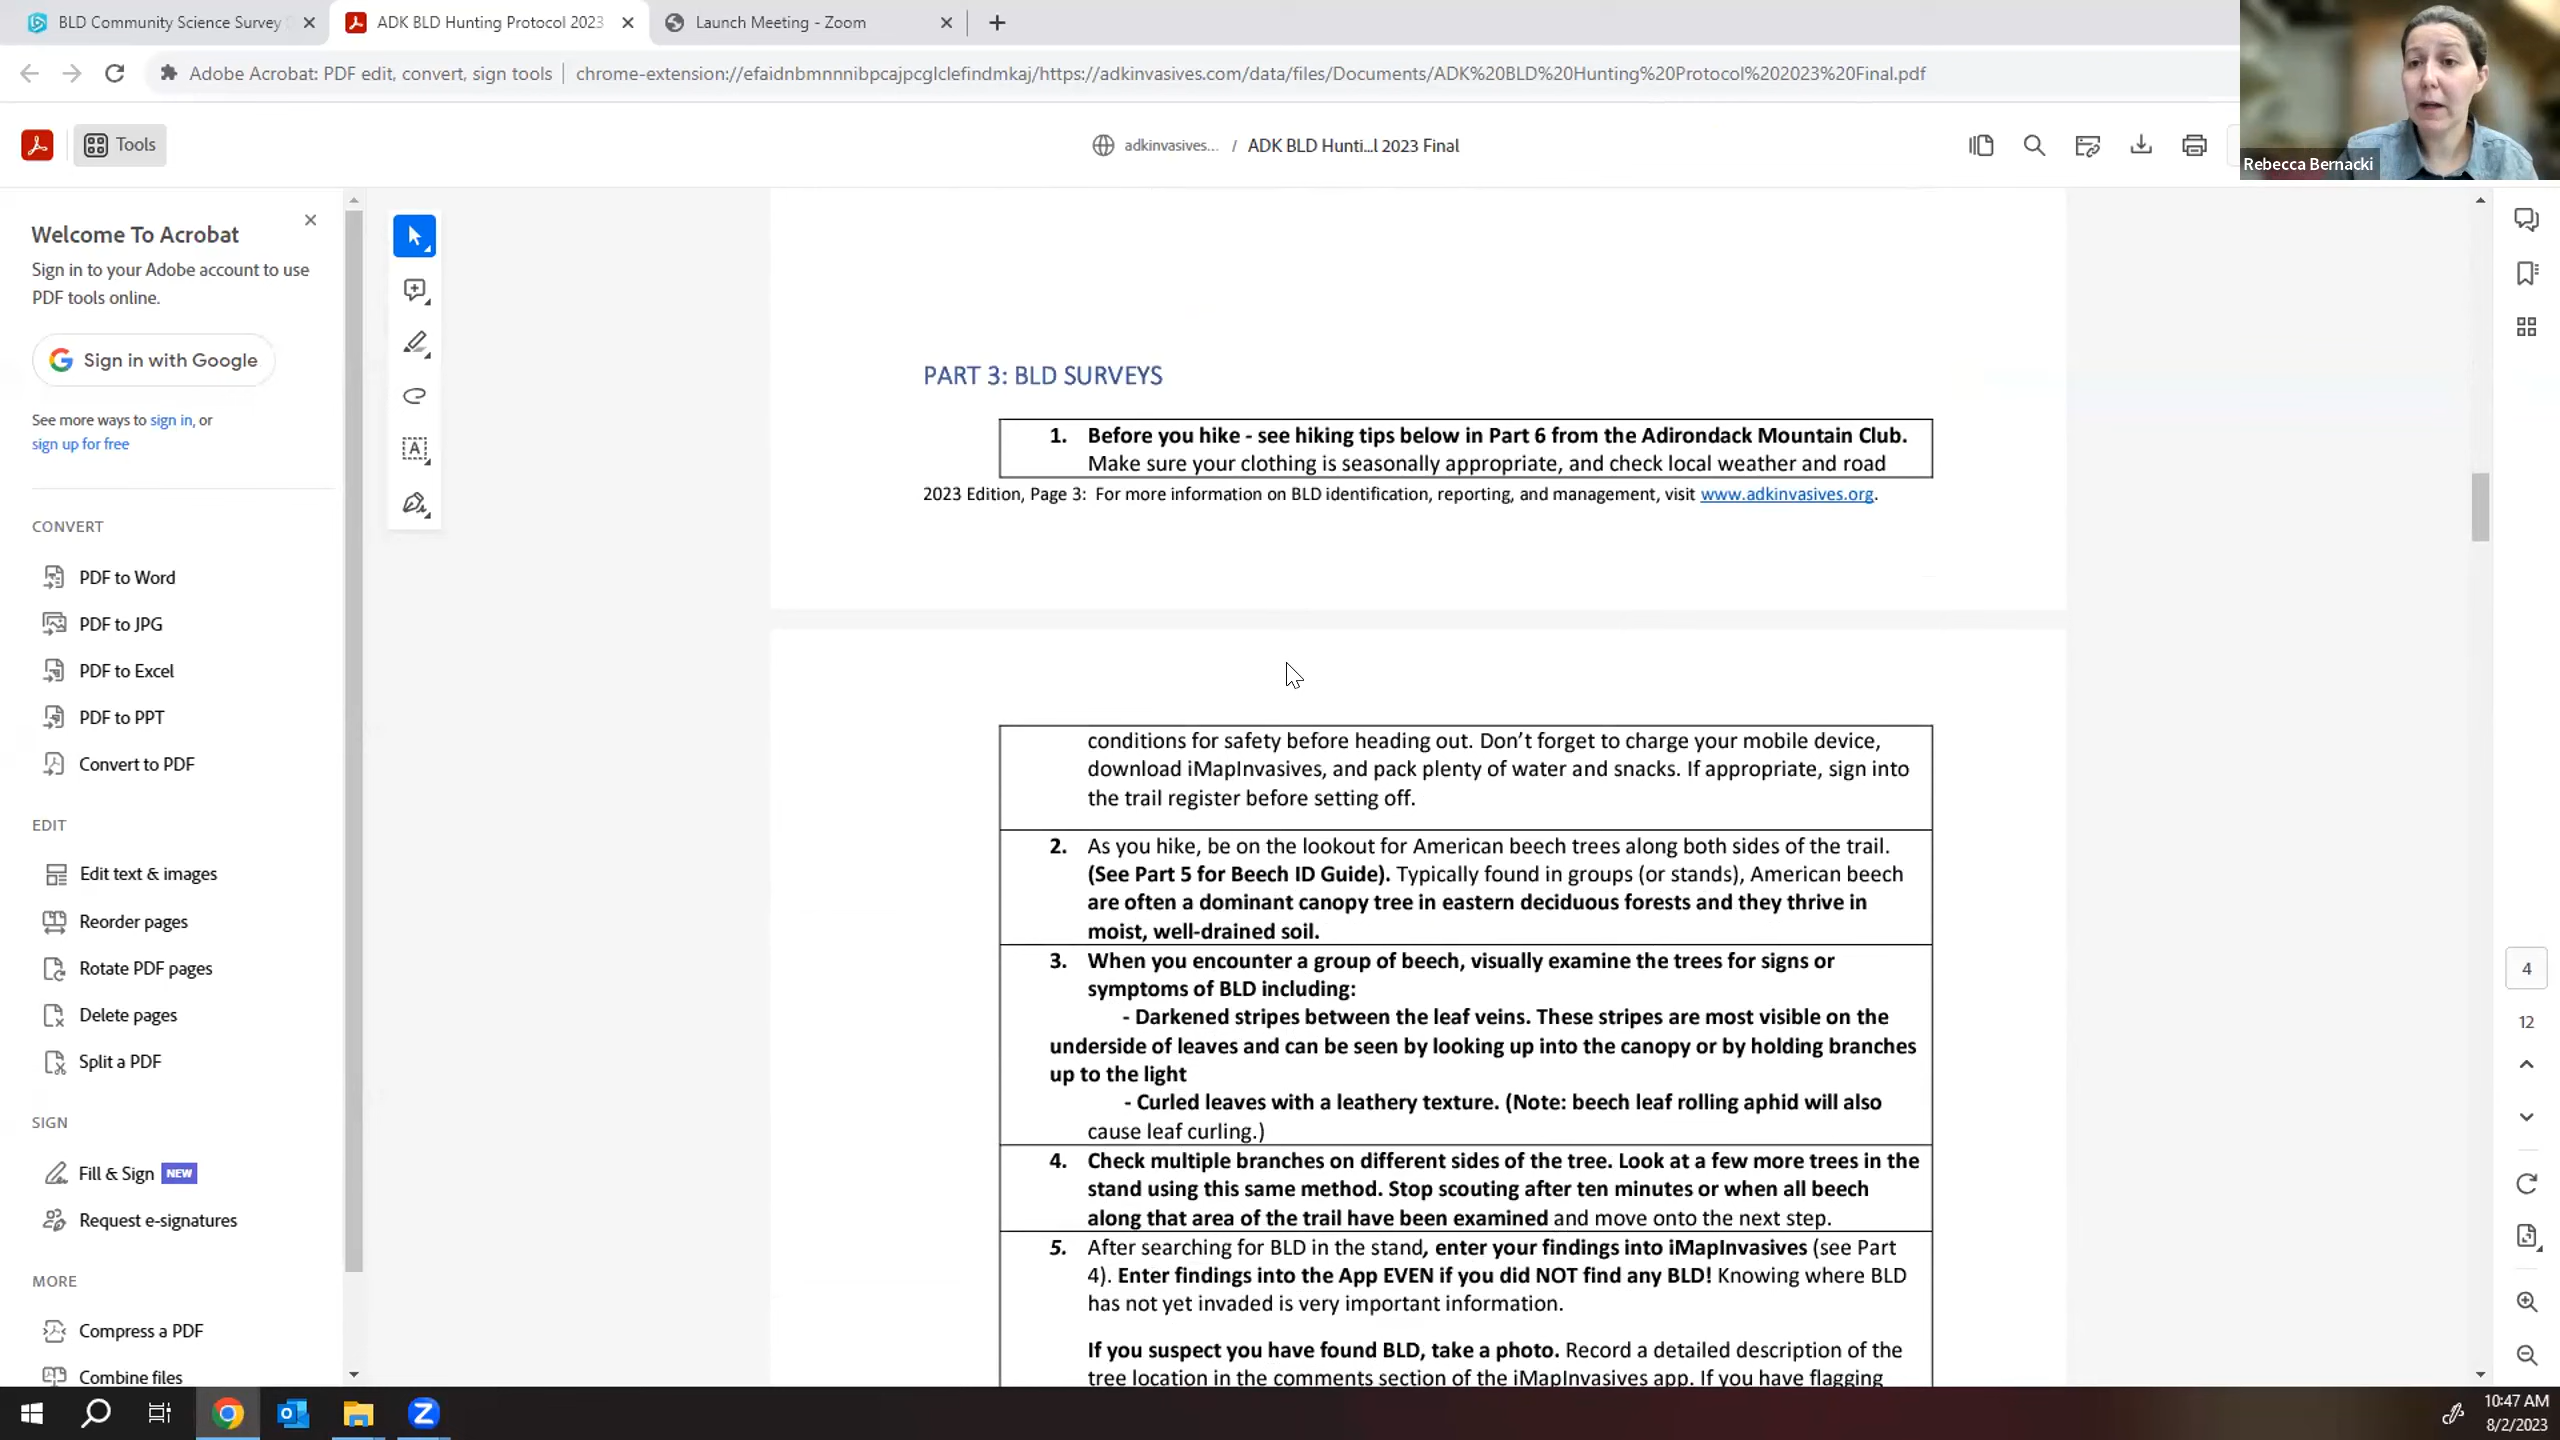 BLD Community Science Survey
ADK BLD Hunting Protocol 2023
Launch Meeting - Zoom
Adobe Acrobat: PDF edit, convert, sign tools
chrome-extension://efaidnbmnnnibpcajpcglclefindmkaj/https://adkinvasives.com/data/files/Documents/ADK%20BLD%20Hunting%20Protocol%202023%20Final.pdf
Rebecca Bernacki
Tools
adkinvasives... / ADK BLD Hunti...l 2023 Final
Welcome To Acrobat
Sign in to your Adobe account to use
PDF tools online.
Sign in with Google
See more ways to sign in, or
sign up for free
CONVERT
PDF to Word
PDF to JPG
PDF to Excel
PDF to PPT
Convert to PDF
EDIT
Edit text & images
Reorder pages
Rotate PDF pages
Delete pages
Split a PDF
SIGN
Fill & Sign NEW
Request e-signatures
MORE
Compress a PDF
Combine files
PART 3: BLD SURVEYS
1. Before you hike - see hiking tips below in Part 6 from the Adirondack Mountain Club.
Make sure your clothing is seasonally appropriate, and check local weather and road
2023 Edition, Page 3: For more information on BLD identification, reporting, and management, visit www.adkinvasives.org.
conditions for safety before heading out. Don't forget to charge your mobile device,
download iMapInvasives, and pack plenty of water and snacks. If appropriate, sign into
the trail register before setting off.
2. As you hike, be on the lookout for American beech trees along both sides of the trail.
(See Part 5 for Beech ID Guide). Typically found in groups (or stands), American beech
are often a dominant canopy tree in eastern deciduous forests and they thrive in
moist, well-drained soil.
3. When you encounter a group of beech, visually examine the trees for signs or
symptoms of BLD including:
- Darkened stripes between the leaf veins. These stripes are most visible on the
underside of leaves and can be seen by looking up into the canopy or by holding branches
up to the light
- Curled leaves with a leathery texture. (Note: beech leaf rolling aphid will also
cause leaf curling.)
4. Check multiple branches on different sides of the tree. Look at a few more trees in the
stand using this same method. Stop scouting after ten minutes or when all beech
along that area of the trail have been examined and move onto the next step.
5. After searching for BLD in the stand, enter your findings into iMapInvasives (see Part
4). Enter findings into the App EVEN if you did NOT find any BLD! Knowing where BLD
has not yet invaded is very important information.
If you suspect you have found BLD, take a photo. Record a detailed description of the
tree location in the comments section of the iMapInvasives app. If you have flagging
4
12
10:47 AM
8/2/2023